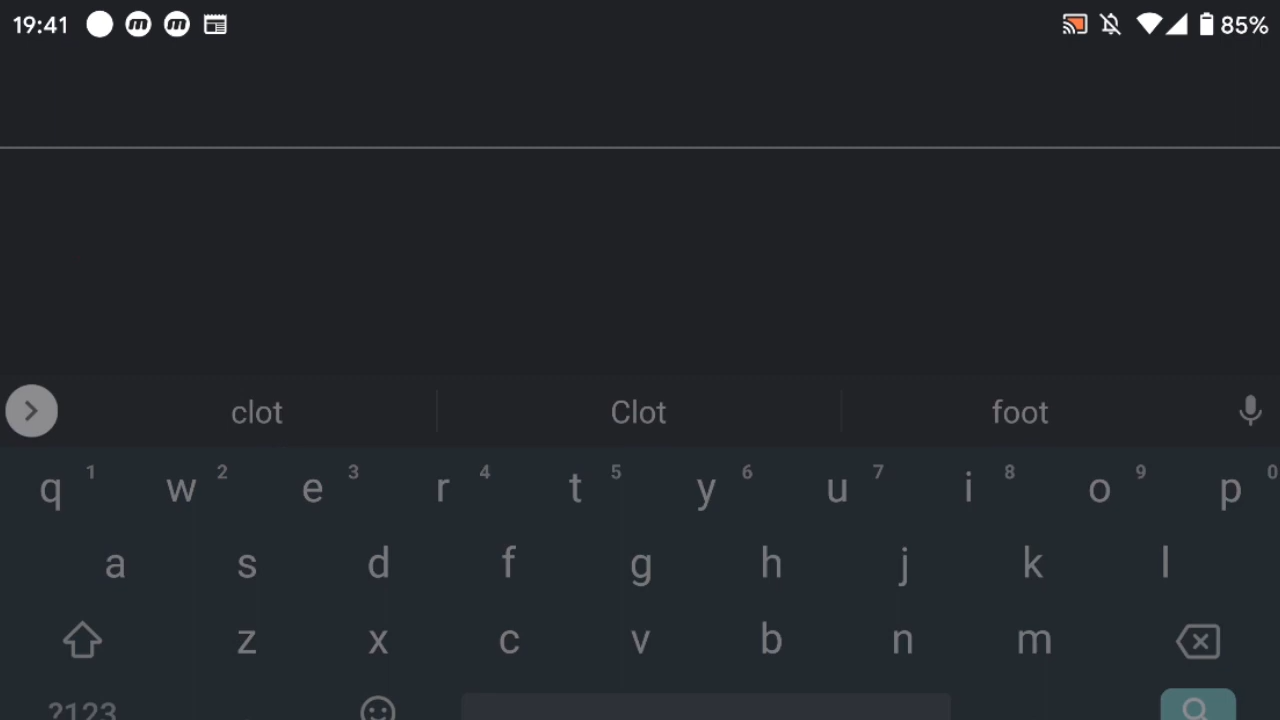 19:41 m m 85%
clot Clot foot
q 1 w 2 e 3 r 4 t 5 y 6 u 7 i 8 o 9 p 0
a s d f g h j k l
z x c v b n m
?123